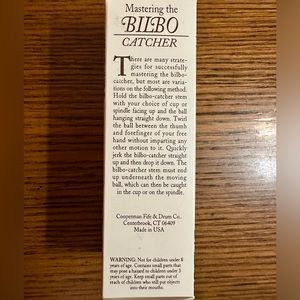 Mastering the
BILBO
CATCHER
There are many strate-
gies for successfully
mastering the bilbo-
catcher, but most are varia-
tions on the following method.
Hold the bilbo-catcher stem
with your choice of cup or
spindle facing up and the ball
hanging straight down. Twirl
the ball between the thumb
and forefinger of your free
hand without imparting any
other motion to it. Quickly
jerk the bilbo-catcher straight
up and then drop it down. The
bilbo-catcher stem must end
up underneath the moving
ball, which can then be caught
in the cup or on the spindle.
Cooperman Fife & Drum Co.,
Centerbrook, CT 06409
Made in USA
WARNING: Not for children under 8
years of age. Contains small parts that
may post a hazard to children under 3
years of age. Keep small parts out of
reach of children who still put objects
into their mouths.